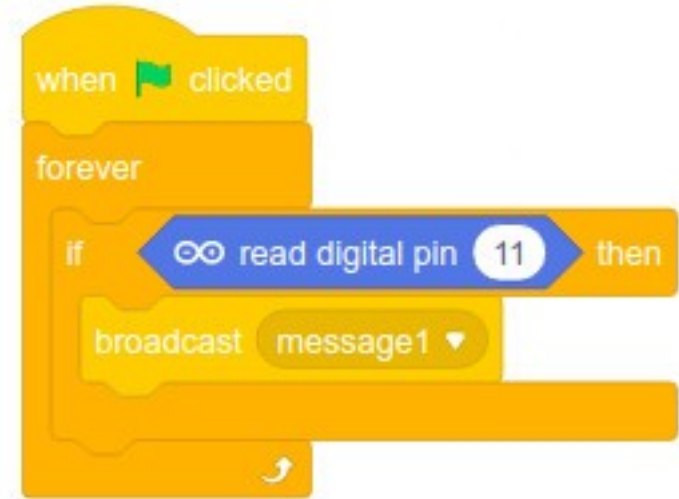 when clicked
forever
if read digital pin 11 then
broadcast message1